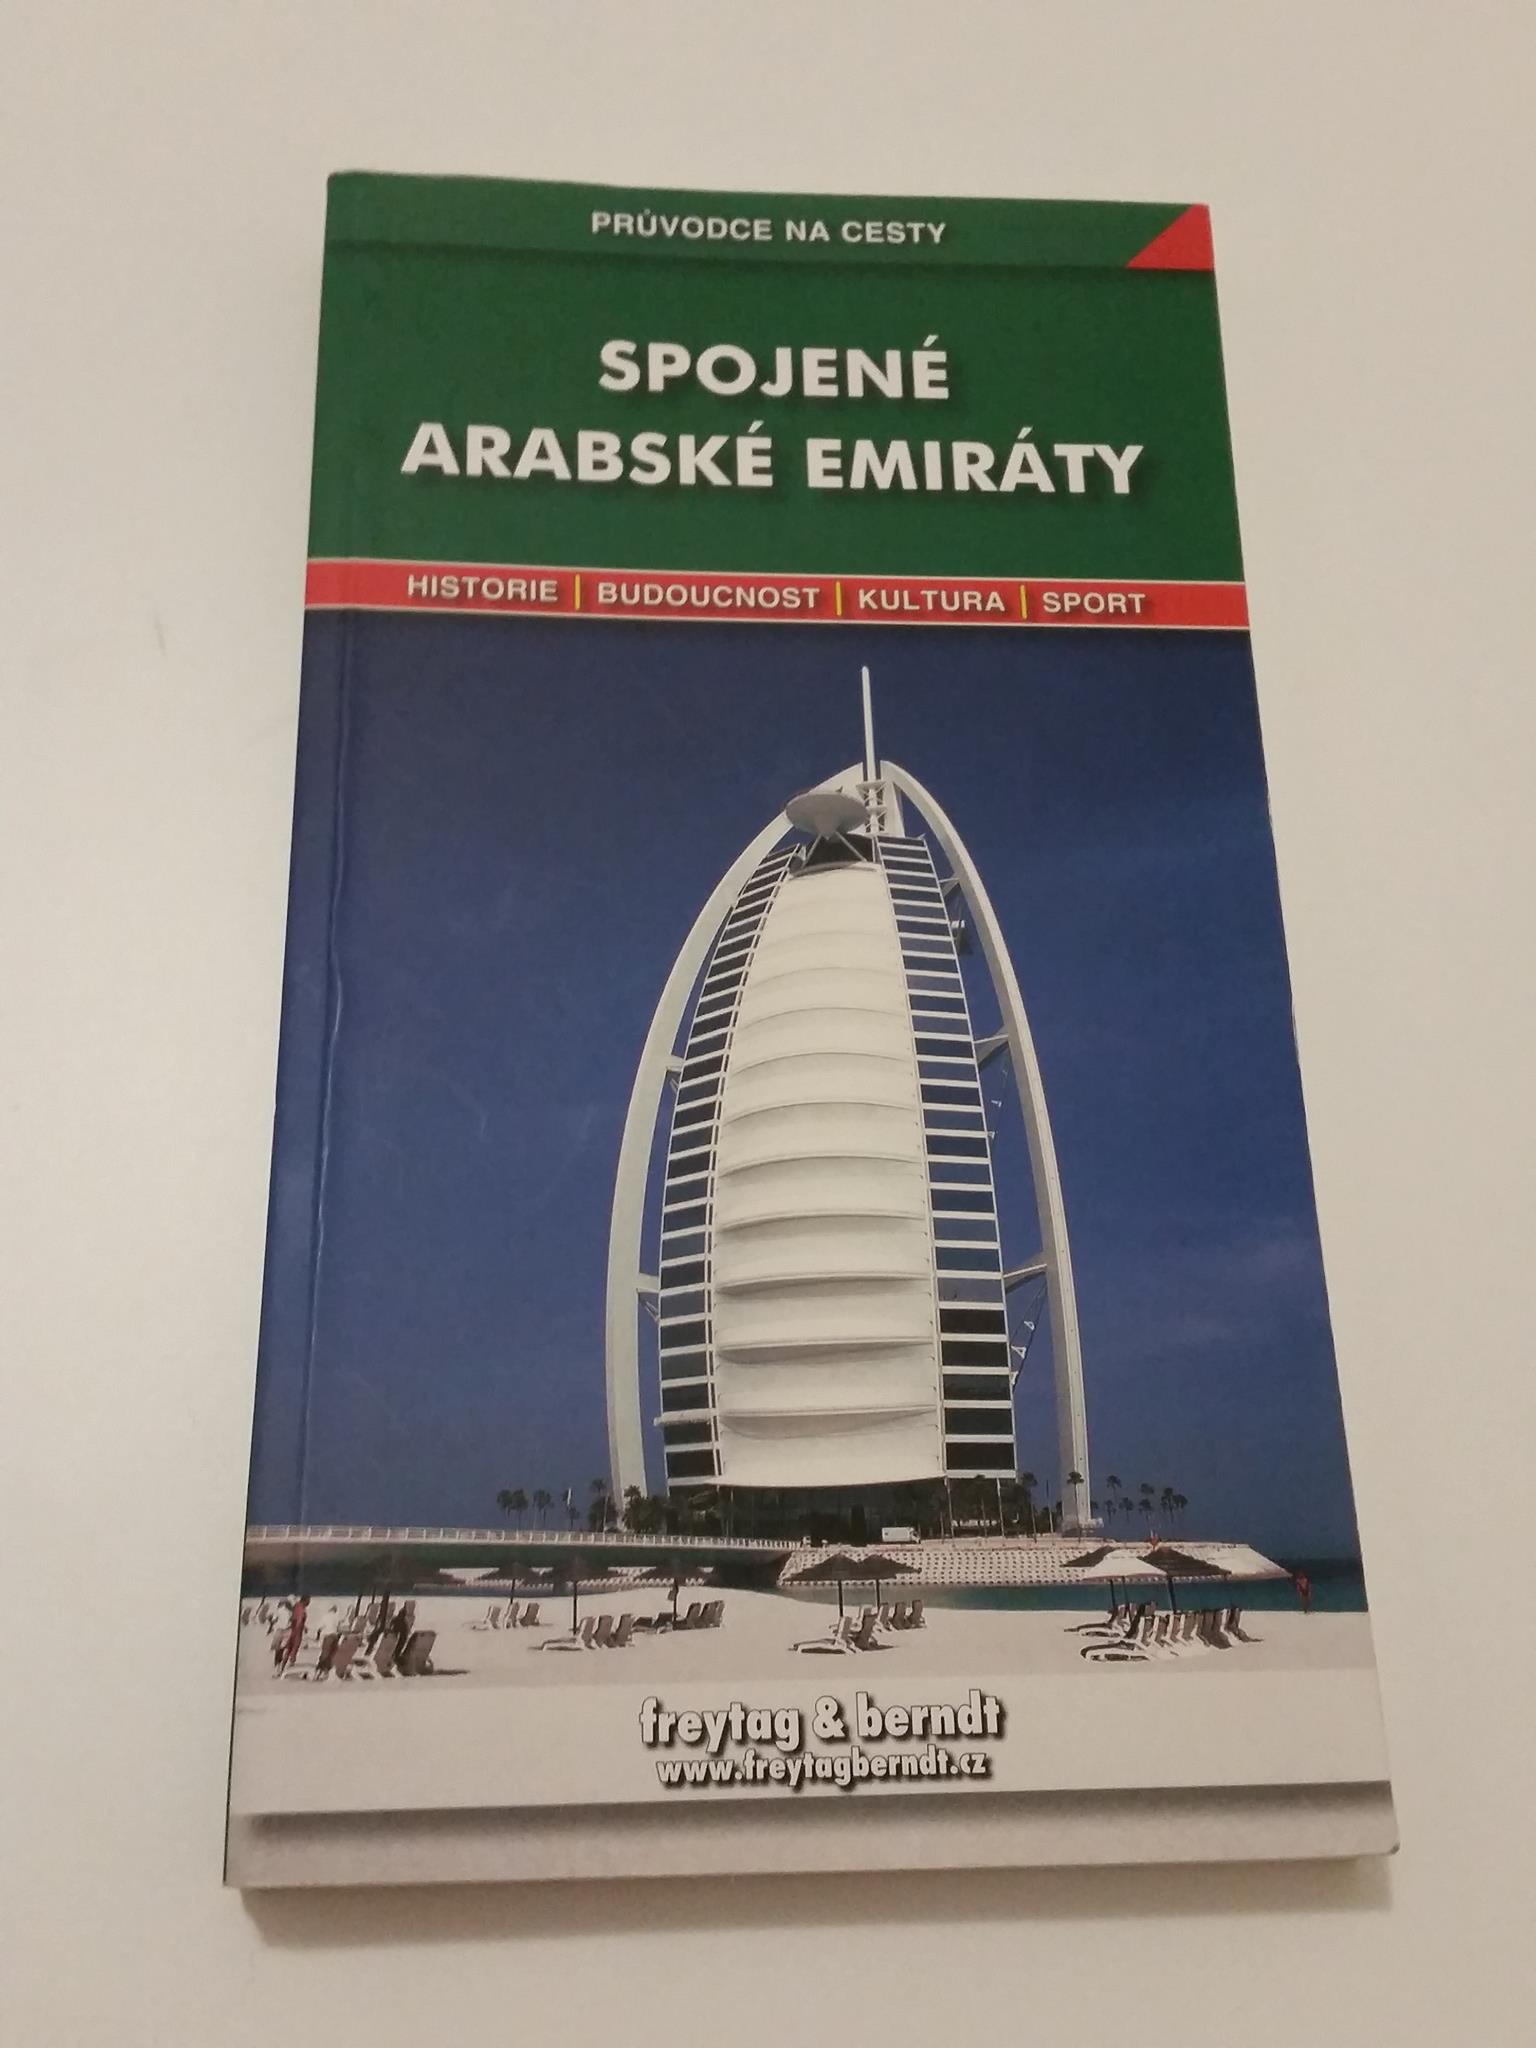 PRŮVODCE NA CESTY
SPOJENÉ
ARABSKÉ EMIRÁTY
HISTORIE | BUDOUCNOST | KULTURA | SPORT
freytag & berndt
www.freytagberndt.cz